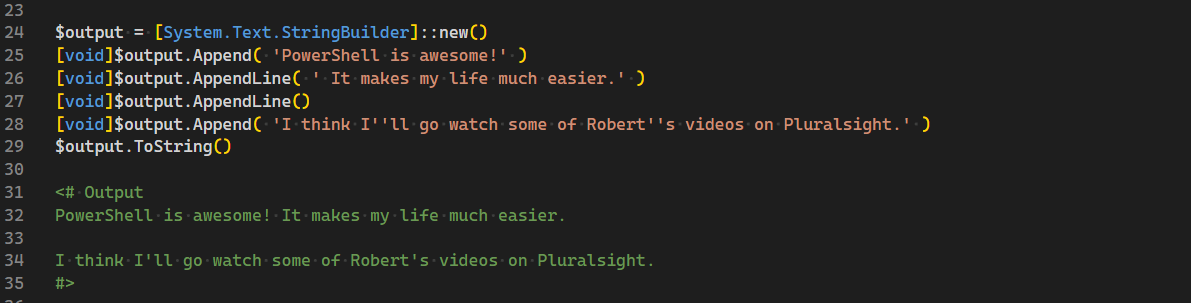 23
24 $output = [System.Text.StringBuilder]::new()
25 [void]$output.Append( 'PowerShell is awesome!' )
26 [void]$output.AppendLine( ' It makes my life much easier.' )
27 [void]$output.AppendLine()
28 [void]$output.Append( 'I think I''ll go watch some of Robert''s videos on Pluralsight.' )
29 $output.ToString()
30
31 <# Output
32 PowerShell is awesome! It makes my life much easier.
33
34 I think I'll go watch some of Robert's videos on Pluralsight.
35 #>